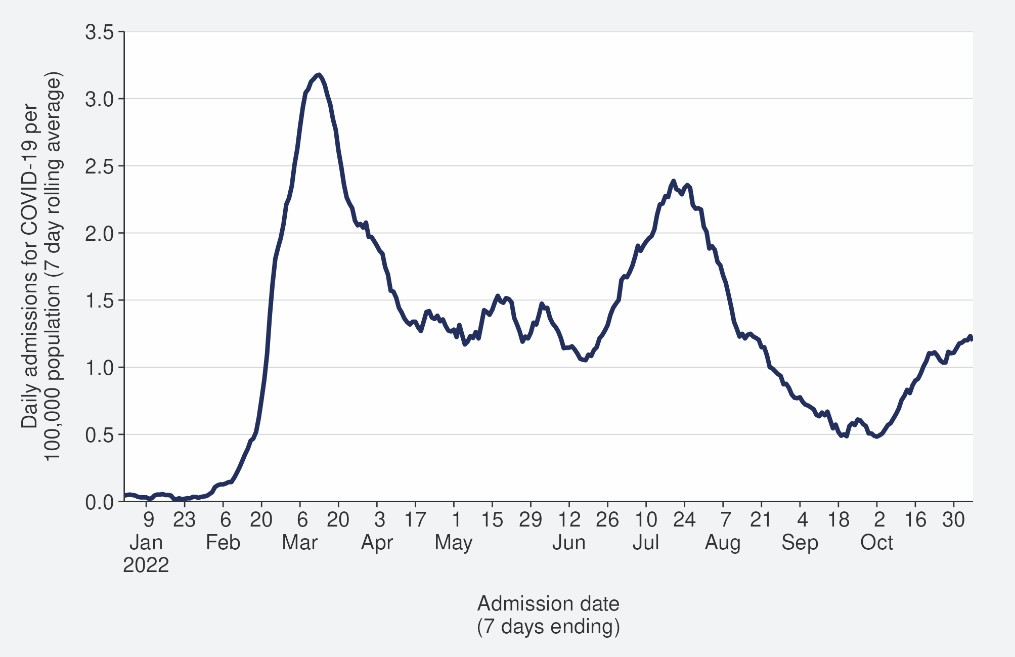 Daily admissions for COVID-19 per
100,000 population (7 day rolling average)
3.5
3.0
2.5
2.0
1.5
1.0
0.5
0.0
9 23 6 20 6 20 3 17 1 15 29 12 26 10 24 7 21 4 18 2 16 30
Jan Feb Mar Apr May Jun Jul Aug Sep Oct
2022
Admission date
(7 days ending)